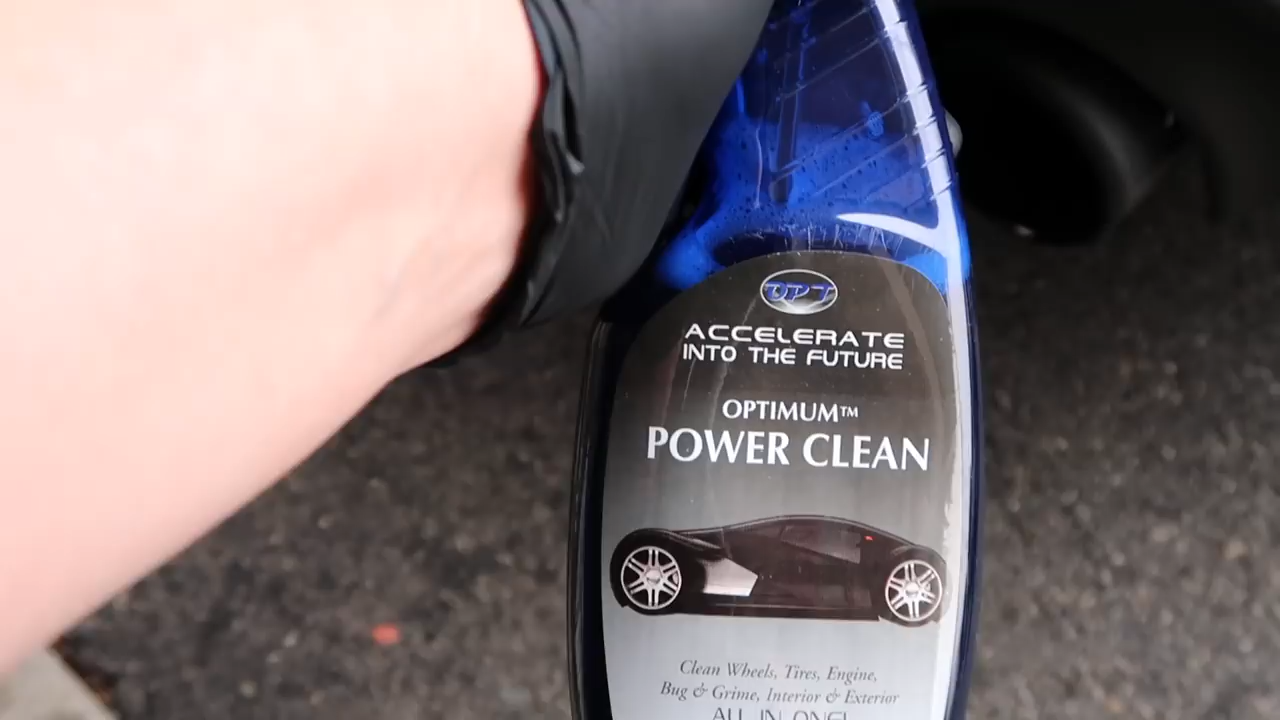 OPT
ACCELERATE
INTO THE FUTURE
OPTIMUM™
POWER CLEAN
Clean Wheels, Tires, Engine,
Bug & Grime, Interior & Exterior
ALL IN ONE!